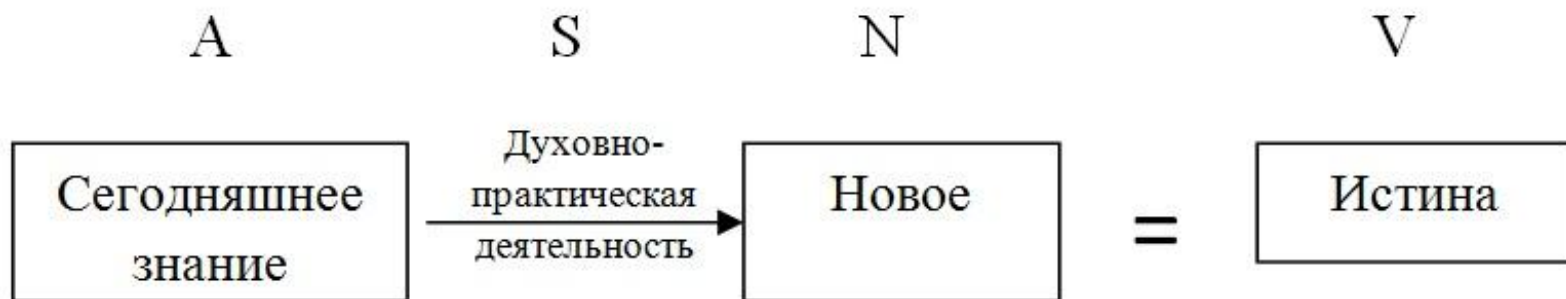 A S N V
Духовно-
практическая
деятельность
Сегодняшнее
знание
Новое
=
Истина